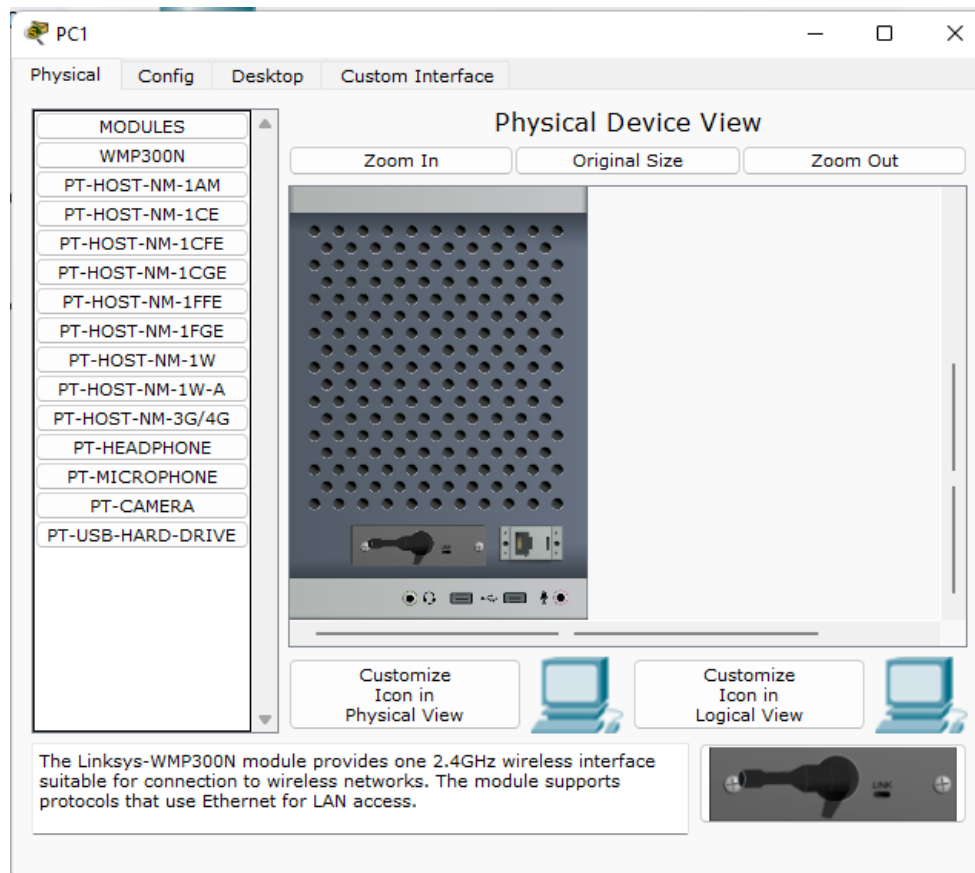 PC1
Physical
Config
Desktop
Custom Interface
MODULES
WMP300N
PT-HOST-NM-1AM
PT-HOST-NM-1CE
PT-HOST-NM-1CFE
PT-HOST-NM-1CGE
PT-HOST-NM-1FFE
PT-HOST-NM-1FGE
PT-HOST-NM-1W
PT-HOST-NM-1W-A
PT-HOST-NM-3G/4G
PT-HEADPHONE
PT-MICROPHONE
PT-CAMERA
PT-USB-HARD-DRIVE
Physical Device View
Zoom In
Original Size
Zoom Out
Customize
Icon in
Physical View
Customize
Icon in
Logical View
The Linksys-WMP300N module provides one 2.4GHz wireless interface
suitable for connection to wireless networks. The module supports
protocols that use Ethernet for LAN access.
LINK